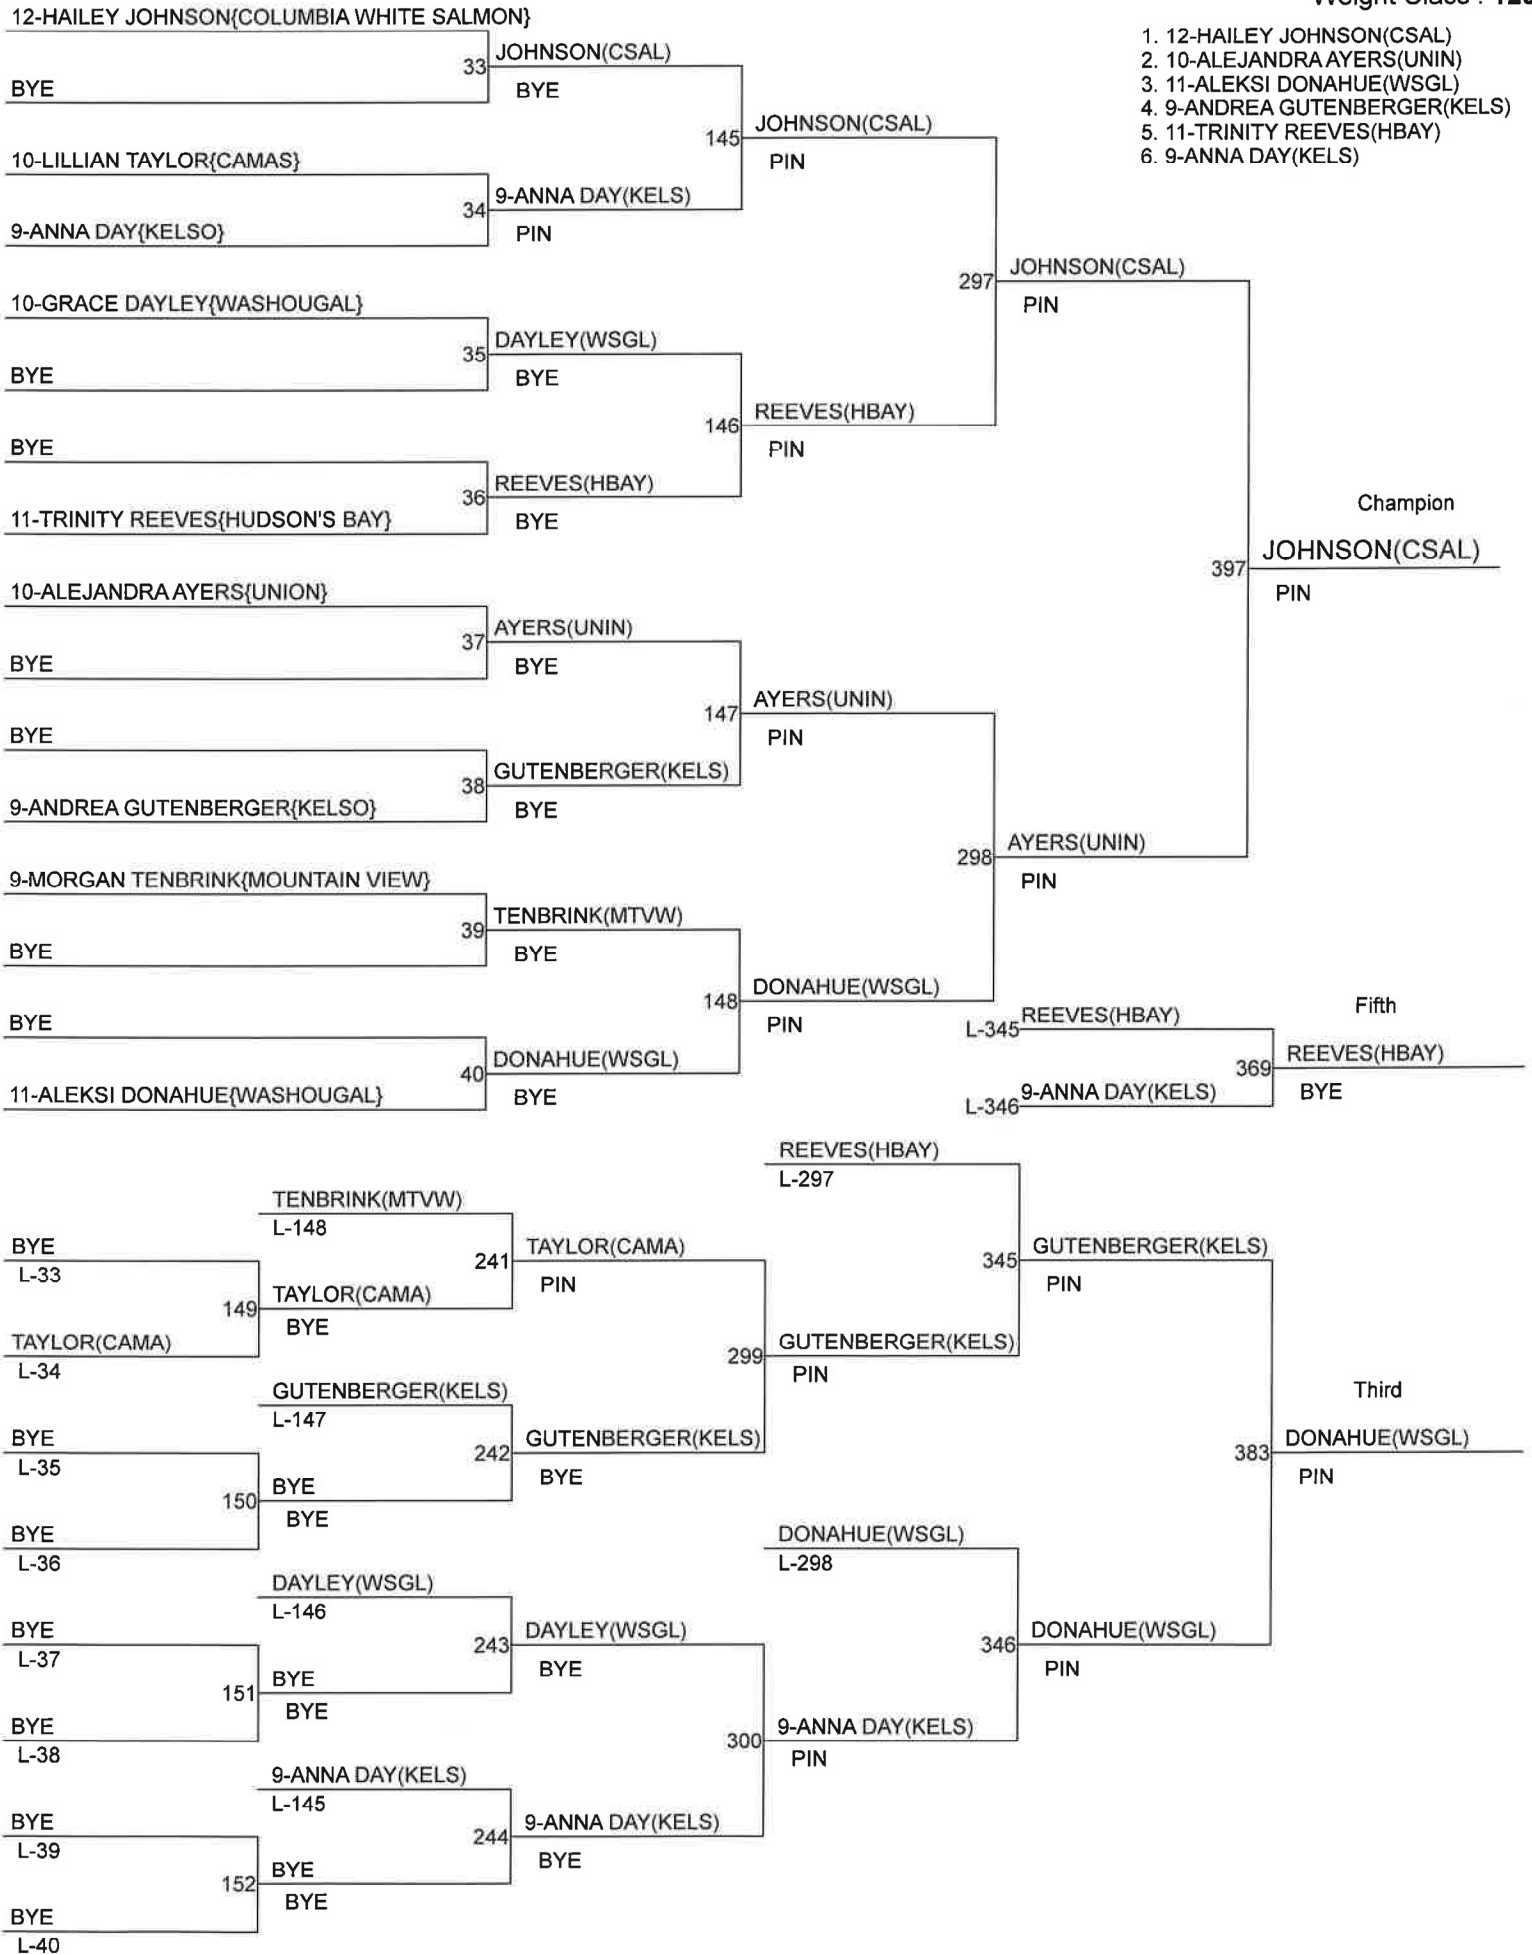 Weight Class :
1. 12-HAILEY JOHNSON(CSAL)
2. 10-ALEJANDRA AYERS(UNIN)
3. 11-ALEKSI DONAHUE(WSGL)
4. 9-ANDREA GUTENBERGER(KELS)
5. 11-TRINITY REEVES(HBAY)
6. 9-ANNA DAY(KELS)
12-HAILEY JOHNSON{COLUMBIA WHITE SALMON}
33 JOHNSON(CSAL)
BYE
BYE
145 JOHNSON(CSAL)
PIN
10-LILLIAN TAYLOR{CAMAS}
34 9-ANNA DAY(KELS)
PIN
9-ANNA DAY{KELSO}
297 JOHNSON(CSAL)
PIN
10-GRACE DAYLEY{WASHOUGAL}
35 DAYLEY(WSGL)
BYE
BYE
146 REEVES(HBAY)
PIN
BYE
36 REEVES(HBAY)
BYE
11-TRINITY REEVES{HUDSON'S BAY}
Champion
397 JOHNSON(CSAL)
PIN
10-ALEJANDRA AYERS{UNION}
37 AYERS(UNIN)
BYE
BYE
147 AYERS(UNIN)
PIN
BYE
38 GUTENBERGER(KELS)
BYE
9-ANDREA GUTENBERGER{KELSO}
298 AYERS(UNIN)
PIN
9-MORGAN TENBRINK{MOUNTAIN VIEW}
39 TENBRINK(MTVW)
BYE
BYE
148 DONAHUE(WSGL)
PIN
BYE
40 DONAHUE(WSGL)
BYE
11-ALEKSI DONAHUE{WASHOUGAL}
Fifth
L-345 REEVES(HBAY)
369 REEVES(HBAY)
BYE
L-346 9-ANNA DAY(KELS)
REEVES(HBAY)
L-297
TENBRINK(MTVW)
L-148
BYE
L-33
241 TAYLOR(CAMA)
PIN
345 GUTENBERGER(KELS)
PIN
149 TAYLOR(CAMA)
BYE
TAYLOR(CAMA)
L-34
299 GUTENBERGER(KELS)
PIN
GUTENBERGER(KELS)
L-147
Third
BYE
L-35
242 GUTENBERGER(KELS)
BYE
383 DONAHUE(WSGL)
PIN
150 BYE
BYE
BYE
L-36
DONAHUE(WSGL)
L-298
DAYLEY(WSGL)
L-146
BYE
L-37
243 DAYLEY(WSGL)
BYE
346 DONAHUE(WSGL)
PIN
151 BYE
BYE
BYE
L-38
300 9-ANNA DAY(KELS)
PIN
9-ANNA DAY(KELS)
L-145
BYE
L-39
244 9-ANNA DAY(KELS)
BYE
152 BYE
BYE
BYE
L-40